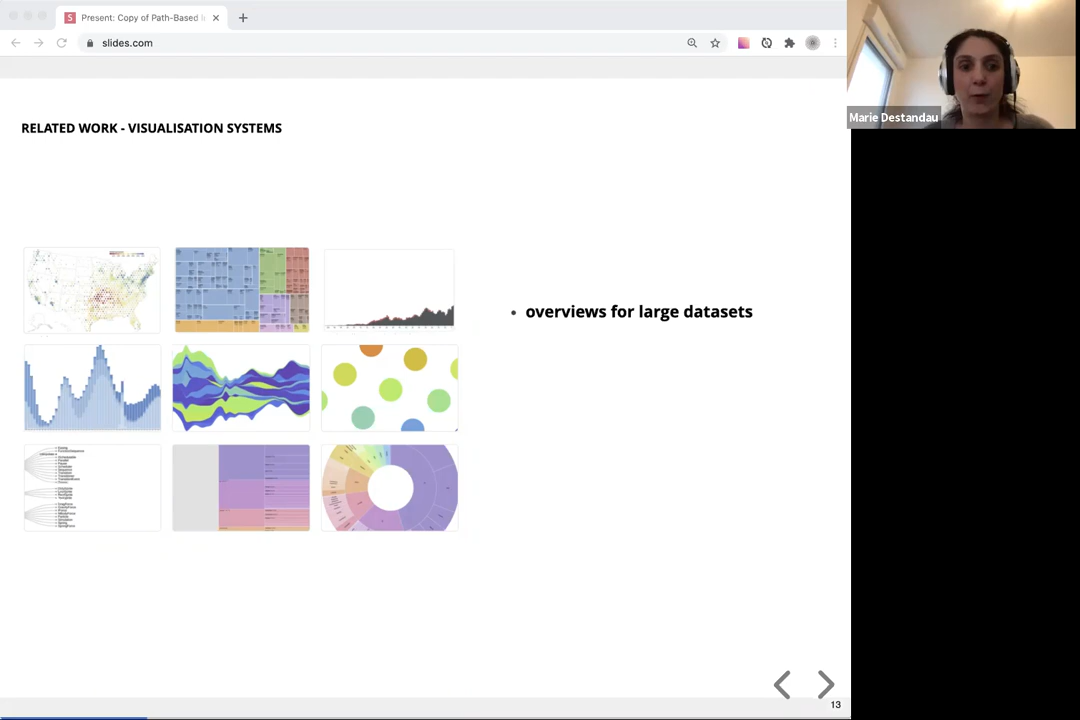 Present: Copy of Path-Based I
slides.com
Marie Destandau
RELATED WORK - VISUALISATION SYSTEMS
• overviews for large datasets
13